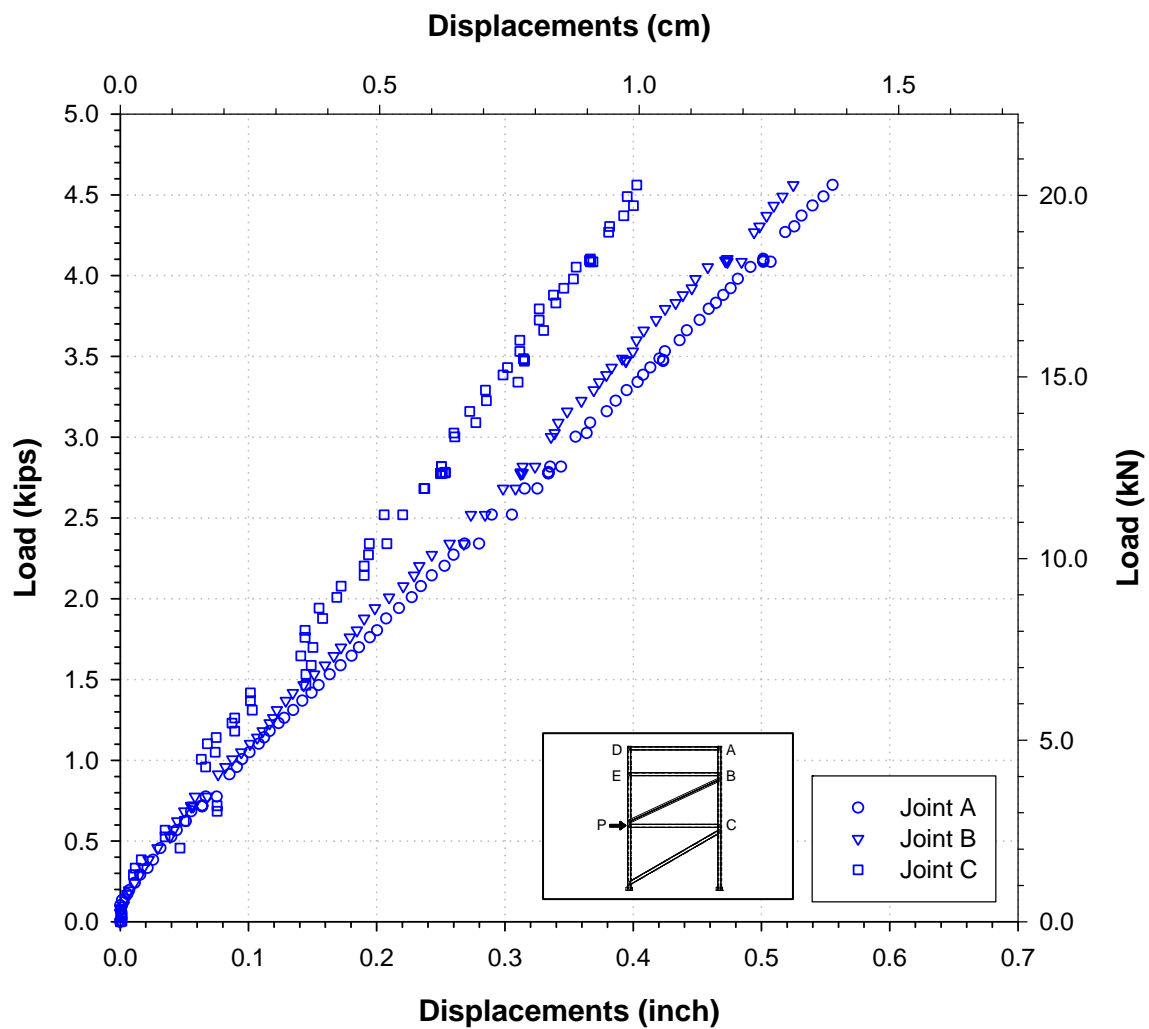 Displacements (cm)
0.0 0.5 1.0 1.5
5.0
4.5
4.0
3.5
3.0
2.5
2.0
1.5
1.0
0.5
0.0
Load (kips)
20.0
15.0
10.0
5.0
0.0
Load (kN)
D A
E B
P C
Joint A
Joint B
Joint C
0.0 0.1 0.2 0.3 0.4 0.5 0.6 0.7
Displacements (inch)